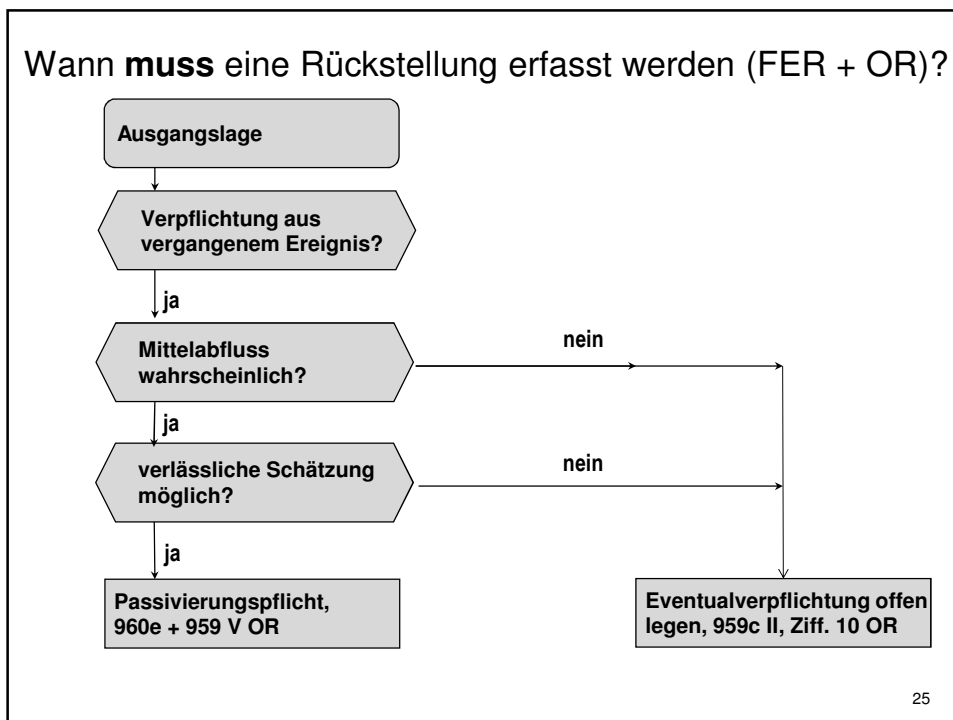 Wann muss eine Rückstellung erfasst werden (FER + OR)?
Ausgangslage
Verpflichtung aus
vergangenem Ereignis?
ja
Mittelabfluss
wahrscheinlich?
nein
ja
verlässliche Schätzung
möglich?
nein
ja
Passivierungspflicht,
960e + 959 V OR
Eventualverpflichtung offen
legen, 959c II, Ziff. 10 OR
25